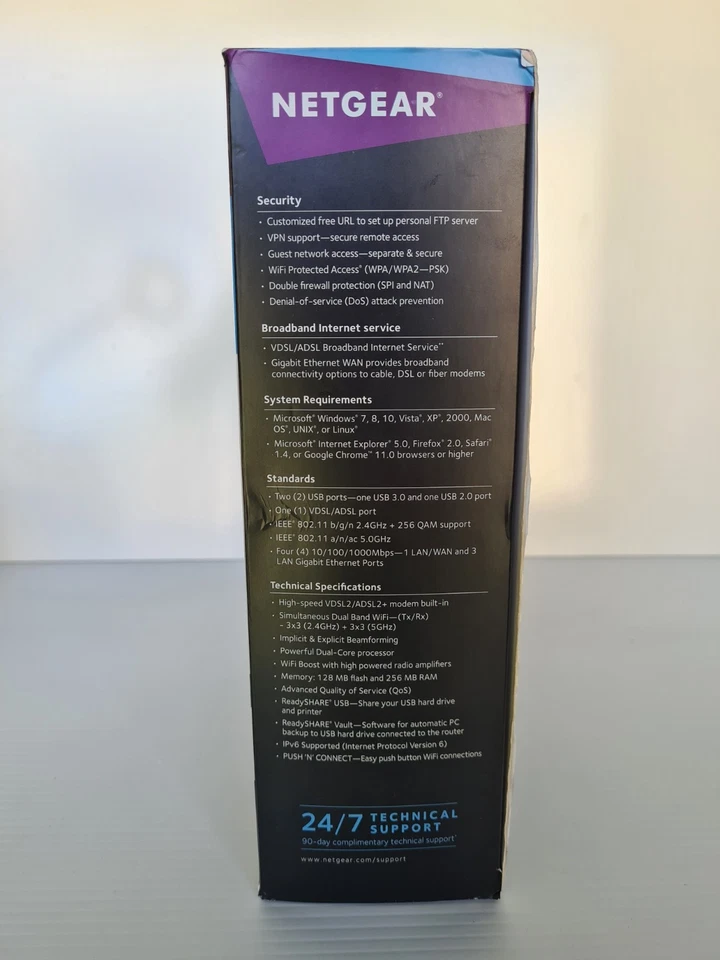 NETGEAR®
Security
• Customized free URL to set up personal FTP server
• VPN support—secure remote access
• Guest network access—separate & secure
• WiFi Protected Access® (WPA/WPA2—PSK)
• Double firewall protection (SPI and NAT)
• Denial-of-service (DoS) attack prevention
Broadband Internet service
• VDSL/ADSL Broadband Internet Service**
• Gigabit Ethernet WAN provides broadband
connectivity options to cable, DSL or fiber modems
System Requirements
• Microsoft® Windows® 7, 8, 10, Vista®, XP®, 2000, Mac
OS®, UNIX®, or Linux®
• Microsoft® Internet Explorer® 5.0, Firefox® 2.0, Safari®
1.4, or Google Chrome™ 11.0 browsers or higher
Standards
• Two (2) USB ports—one USB 3.0 and one USB 2.0 port
• One (1) VDSL/ADSL port
• IEEE® 802.11 b/g/n 2.4GHz + 256 QAM support
• IEEE® 802.11 a/n/ac 5.0GHz
• Four (4) 10/100/1000Mbps—1 LAN/WAN and 3
LAN Gigabit Ethernet Ports
Technical Specifications
• High-speed VDSL2/ADSL2+ modem built-in
• Simultaneous Dual Band WiFi—(Tx/Rx)
– 3x3 (2.4GHz) + 3x3 (5GHz)
• Implicit & Explicit Beamforming
• Powerful Dual-Core processor
• WiFi Boost with high powered radio amplifiers
• Memory: 128 MB flash and 256 MB RAM
• Advanced Quality of Service (QoS)
• ReadySHARE® USB—Share your USB hard drive
and printer
• ReadySHARE® Vault—Software for automatic PC
backup to USB hard drive connected to the router
• IPv6 Supported (Internet Protocol Version 6)
• PUSH 'N' CONNECT—Easy push button WiFi connections
24/7 TECHNICAL
SUPPORT
90-day complimentary technical support*
www.netgear.com/support